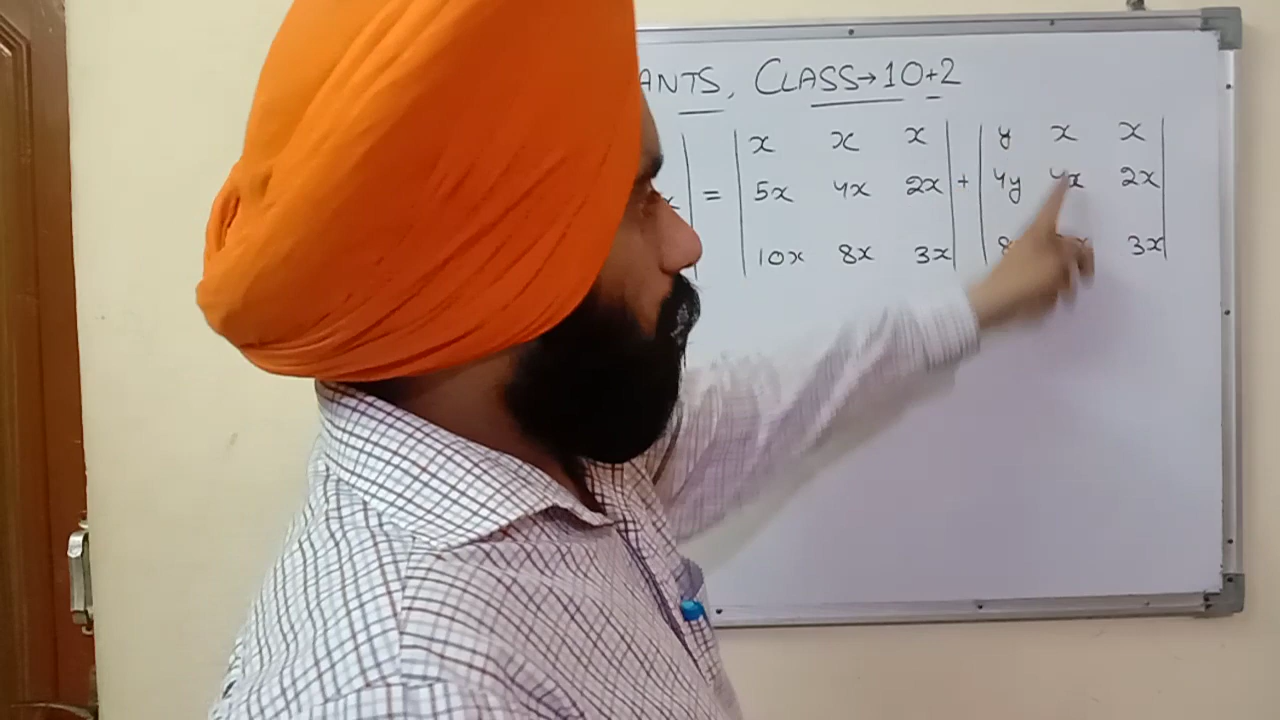 ANTS, CLASS→10+2
| = | x x x | + | y x x |
5x 4x 2x 4y 4x 2x
10x 8x 3x 3x